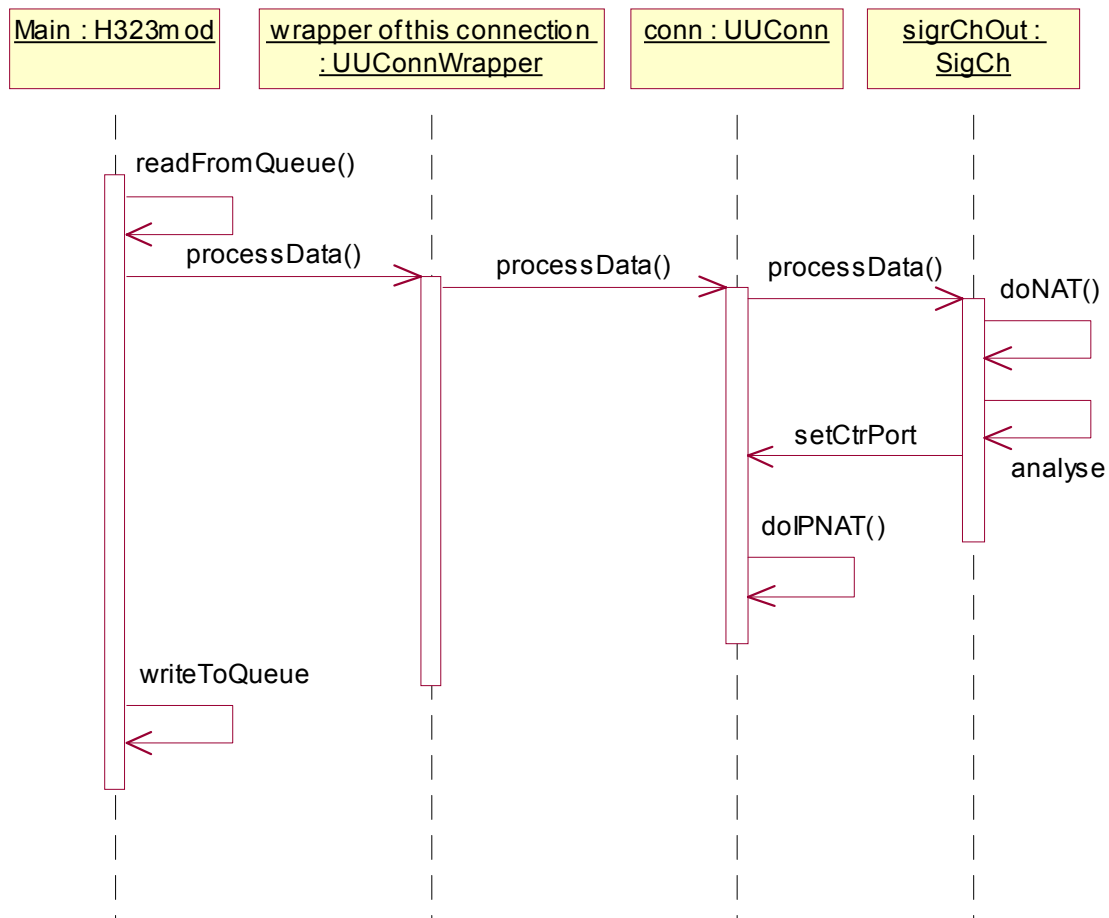 Main : H323mod
wrapper of this connection
: UUConnWrapper
conn : UUConn
sigrChOut :
SigCh
readFromQueue()
processData()
processData()
processData()
doNAT()
setCtrPort
analyse
doIPNAT()
writeToQueue